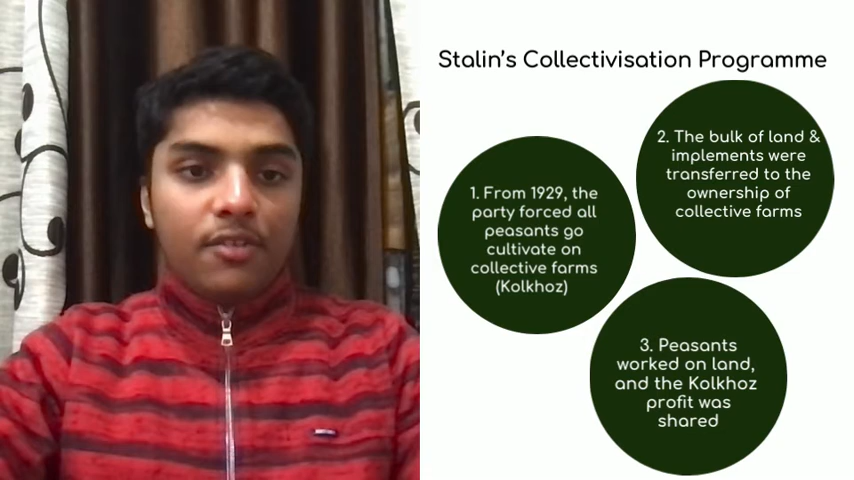 Stalin's Collectivisation Programme
1. From 1929, the
party forced all
peasants go
cultivate on
collective farms
(Kolkhoz)
2. The bulk of land &
implements were
transferred to the
ownership of
collective farms
3. Peasants
worked on land,
and the Kolkhoz
profit was
shared